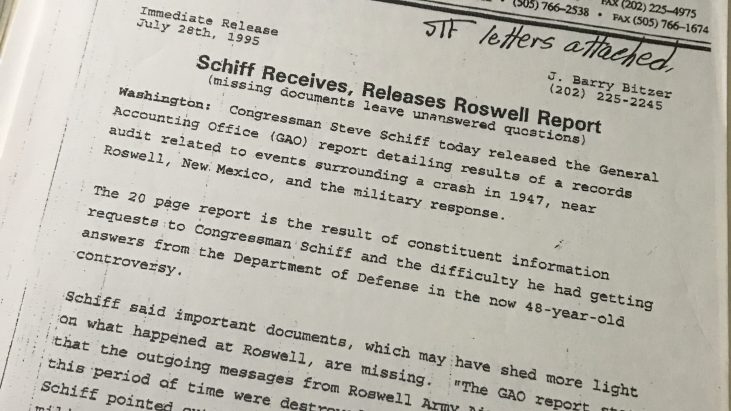 (505) 766–2538 • FAX (202) 225–4975
FAX (505) 766–1674
letters attached.
Immediate Release
July 28th, 1995
J. Barry Bitzer
(202) 225-2245
Schiff Receives, Releases Roswell Report
(missing documents leave unanswered questions)
Washington: Congressman Steve Schiff today released the General
Accounting Office (GAO) report detailing results of a records
audit related to events surrounding a crash in 1947, near
Roswell, New Mexico, and the military response.
The 20 page report is the result of constituent information
requests to Congressman Schiff and the difficulty he had getting
answers from the Department of Defense in the now 48-year-old
controversy.
Schiff said important documents, which may have shed more light
on what happened at Roswell, are missing. "The GAO report
that the outgoing messages from Roswell Army
this period of time were
Schiff pointed